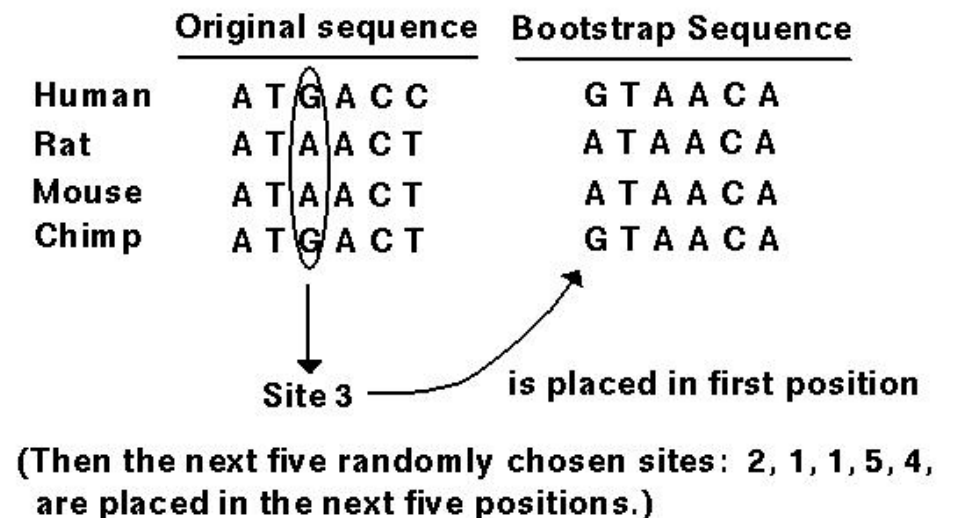 Original sequence Bootstrap Sequence
Human A T G A C C G T A A C A
Rat A T A A C T A T A A C A
Mouse A T A A C T A T A A C A
Chimp A T G A C T G T A A C A
Site 3 is placed in first position
(Then the next five randomly chosen sites: 2, 1, 1, 5, 4,
are placed in the next five positions.)